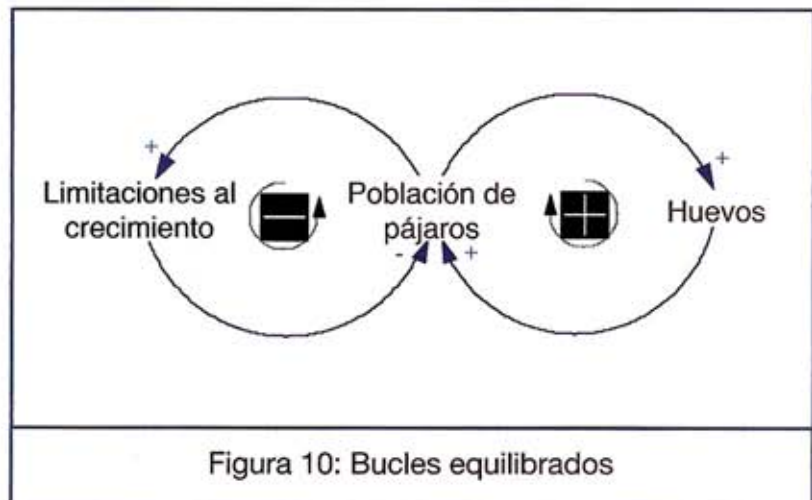 +
+
Limitaciones al
crecimiento
Población de
pájaros
Huevos
-
+
Figura 10: Bucles equilibrados